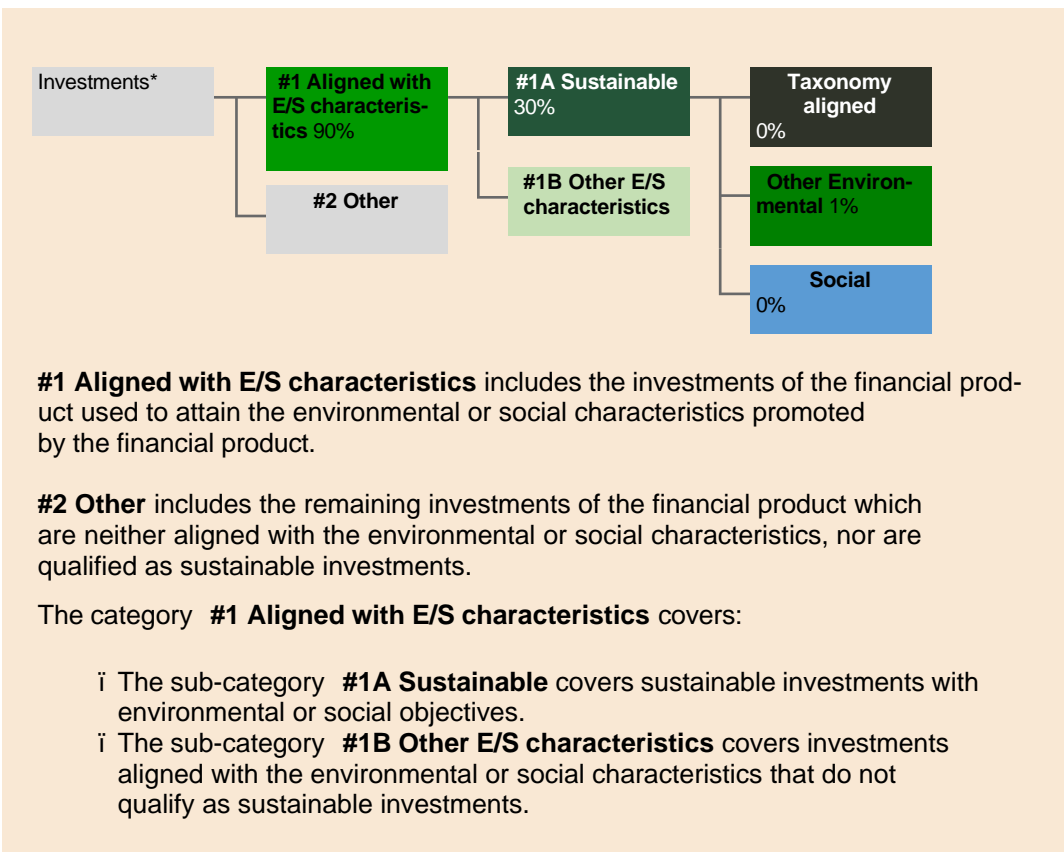 Investments*
#1 Aligned with
E/S characteris-
tics 90%
#2 Other
#1A Sustainable
30%
#1B Other E/S
characteristics
Taxonomy
aligned
0%
Other Environ-
mental 1%
Social
0%
#1 Aligned with E/S characteristics includes the investments of the financial prod-
uct used to attain the environmental or social characteristics promoted
by the financial product.
#2 Other includes the remaining investments of the financial product which
are neither aligned with the environmental or social characteristics, nor are
qualified as sustainable investments.
The category #1 Aligned with E/S characteristics covers:
ï The sub-category #1A Sustainable covers sustainable investments with
environmental or social objectives.
ï The sub-category #1B Other E/S characteristics covers investments
aligned with the environmental or social characteristics that do not
qualify as sustainable investments.